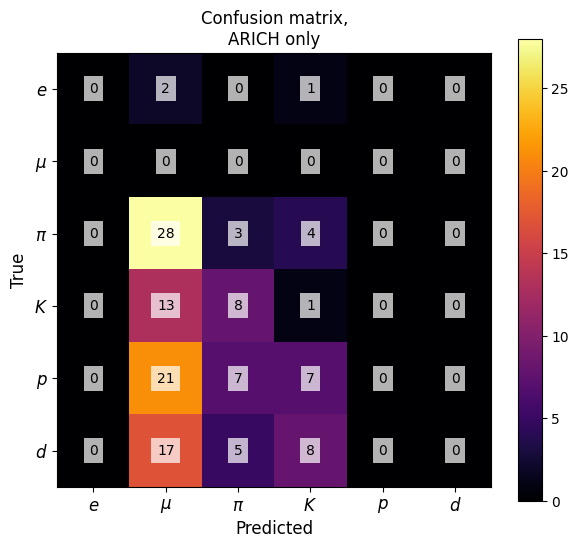 Confusion matrix,
ARICH only
True
e 0 2 0 1 0 0
μ 0 0 0 0 0 0
π 0 28 3 4 0 0
K 0 13 8 1 0 0
p 0 21 7 7 0 0
d 0 17 5 8 0 0
e μ π K p d
Predicted
25
20
15
10
5
0